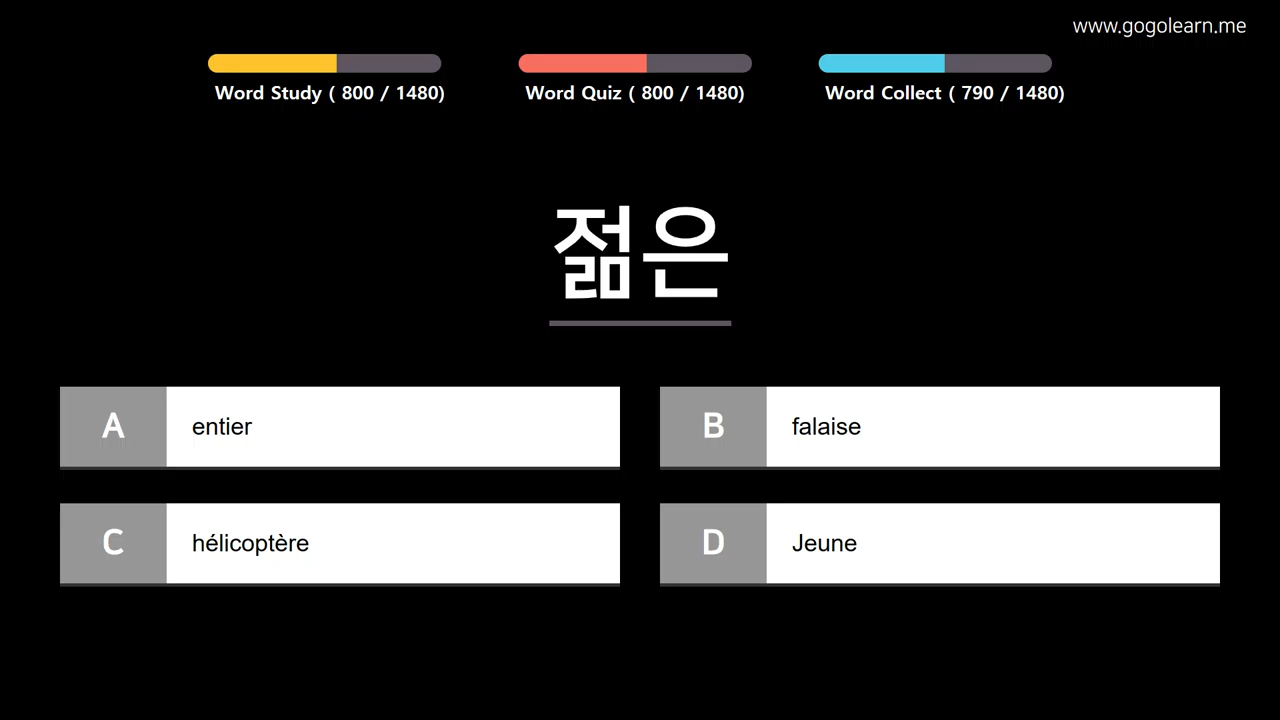 www.gogolearn.me
Word Study ( 800 / 1480)
Word Quiz ( 800 / 1480)
Word Collect ( 790 / 1480)
젊은
A entier
B falaise
C hélicoptère
D Jeune